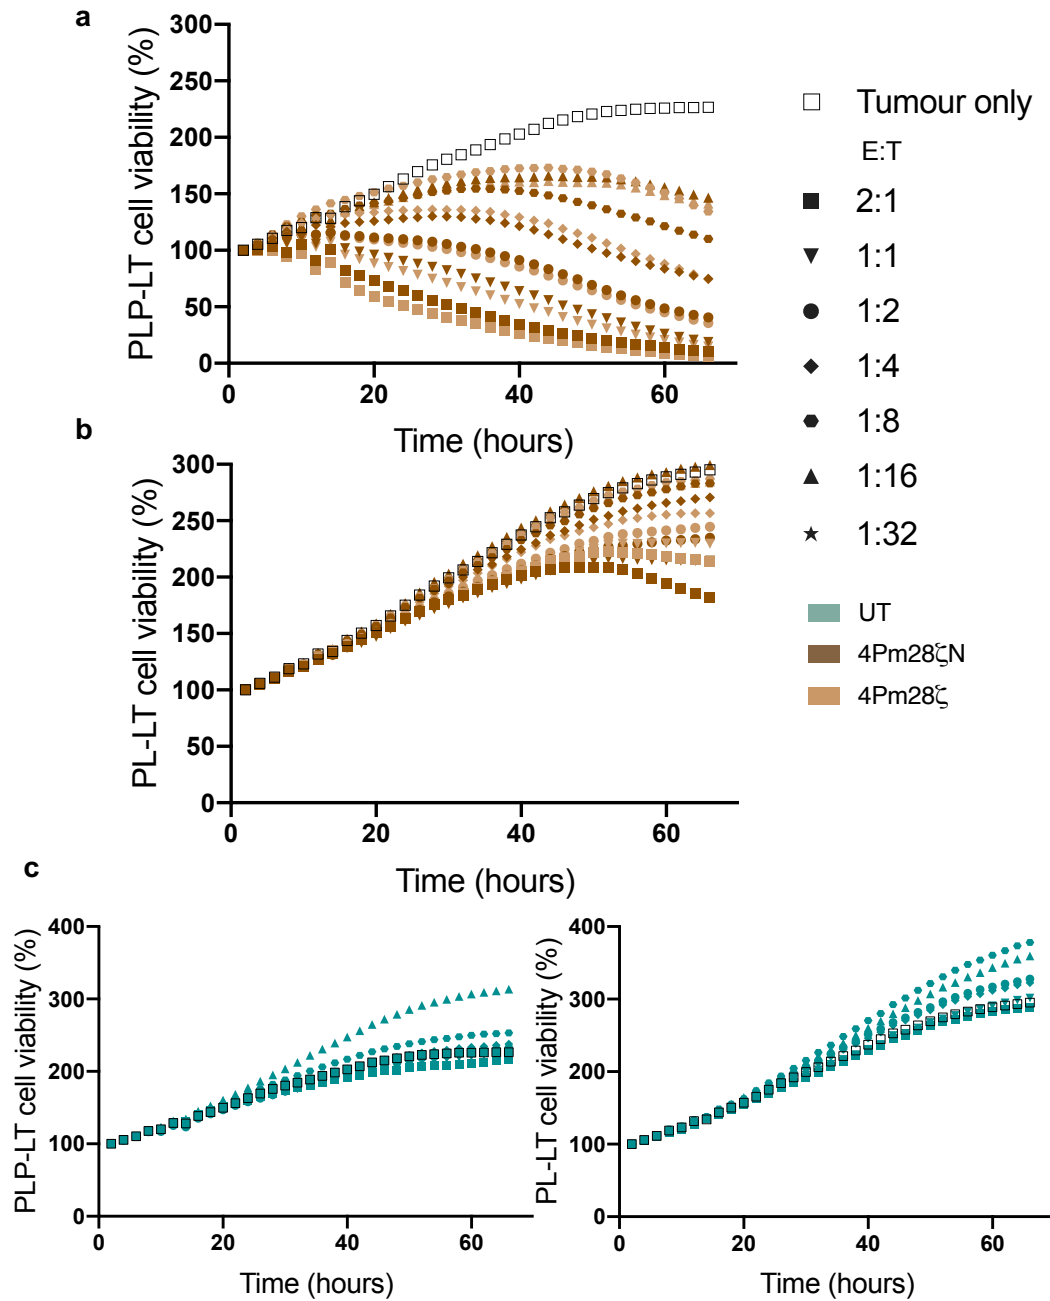 a
PLP-LT cell viability (%)
300
250
200
150
100
50
0
0 20 40 60
Time (hours)
Tumour only
E:T
2:1
1:1
1:2
1:4
1:8
1:16
1:32
UT
4Pm28ζN
4Pm28ζ
b
PL-LT cell viability (%)
300
250
200
150
100
50
0
0 20 40 60
Time (hours)
c
PLP-LT cell viability (%)
400
300
200
100
0
0 20 40 60
Time (hours)
PL-LT cell viability (%)
400
300
200
100
0
0 20 40 60
Time (hours)